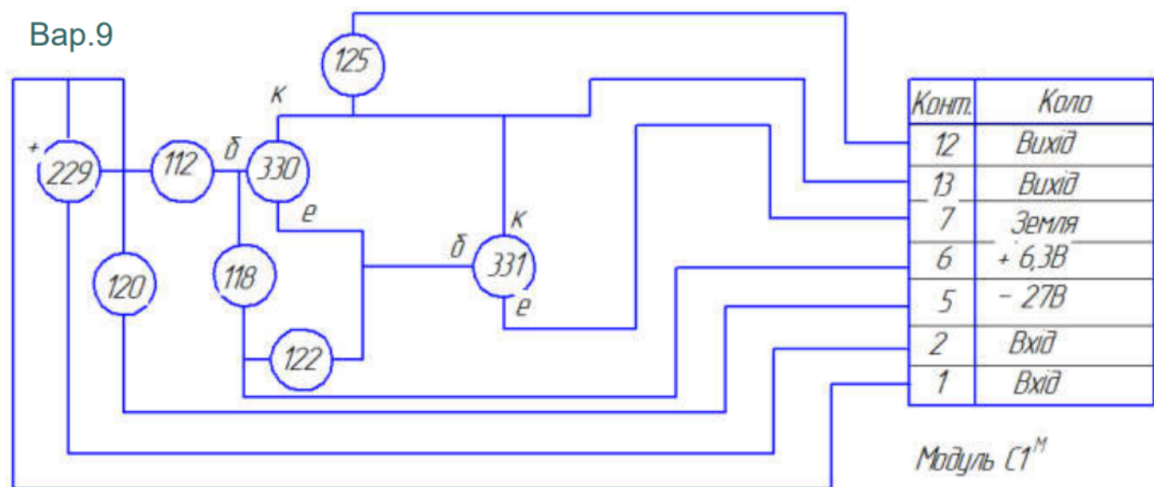 Вар.9
125
к
+
229
112
б
330
е
120
118
122
б
к
331
е
Конт. Коло
12 Вихід
13 Вихід
7 Земля
6 + 6,3В
5 - 27В
2 Вхід
1 Вхід
Модуль С1ᴹ